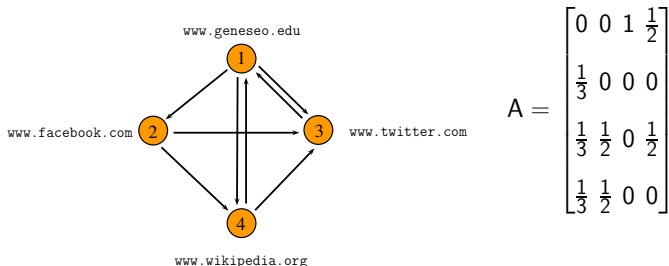 www.geneseo.edu
1
www.facebook.com 2 3 www.twitter.com
4
www.wikipedia.org
A =
0 0 1 1/2
1/3 0 0 0
1/3 1/2 0 1/2
1/3 1/2 0 0